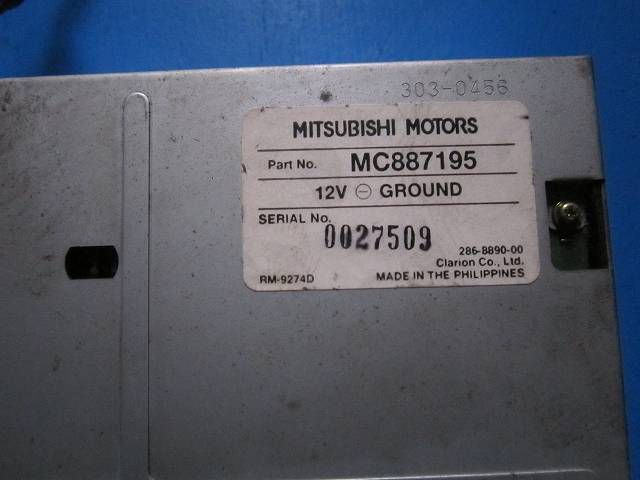 303-0456
MITSUBISHI MOTORS
Part No. MC887195
12V ⊖ GROUND
SERIAL No. 0027509
286-8890-00
Clarion Co., Ltd.
RM-9274D MADE IN THE PHILIPPINES